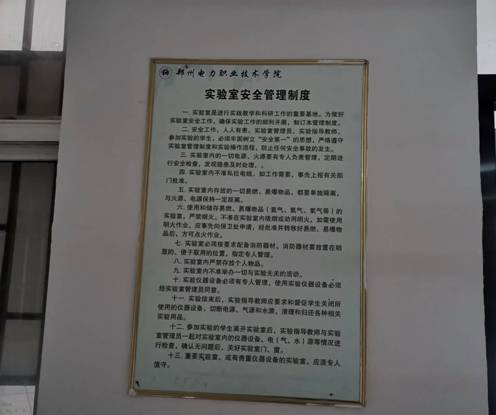 郑州电力职业技术学院
实验室安全管理制度
一、实验室是进行实践教学和科研工作的重要基地，为做好
实验室安全工作，确保实验工作的顺利开展，制订本管理制度。
二、安全工作，人人有责，实验室管理员、实验指导教师、
参加实验的学生，必须牢固树立“安全第一”的思想，严格遵守
实验室管理制度和实验操作流程，防止任何安全事故的发生。
三、实验室内的一切电源、火源要有专人负责管理，定期进
行安全检查，发现隐患及时处理。
四、实验室内不准私拉电线，如工作需要，事先上报有关部
门批准。
五、实验室内存放的一切易燃、易爆物品，都要单独隔离，
与火源、电源保持一定距离。
六、使用和储存易燃、易爆物品（氢气、氮气、氧气等）的
实验室，严禁烟火，不准在实验室内吸烟或动用明火，如需使用
明火作业，应事先向保卫处申请，经批准并转移好易燃、易爆物
品后，方可点火作业。
七、实验室必须按要求配备消防器材，消防器材要放置在明
显的、便于取用的位置，指定专人管理。
八、实验室内严禁存放个人物品。
九、实验室内不准举办一切与实验无关的活动。
十、实验仪器设备必须有专人管理，使用实验仪器设备必须
经实验室管理员同意。
十一、实验结束后，实验指导教师应要求和督促学生关闭所
使用的仪器设备，切断电源、气源和水源，清理和归还各种相关
实验用品。
十二、参加实验的学生离开实验室后，实验指导教师与实验
室管理员一起对实验室内的仪器设备、电（气、水）源等情况进
行检查，确认无问题后，关好实验室门、窗。
十三、重要实验室，或有贵重仪器设备的实验室，应派专人
值守。